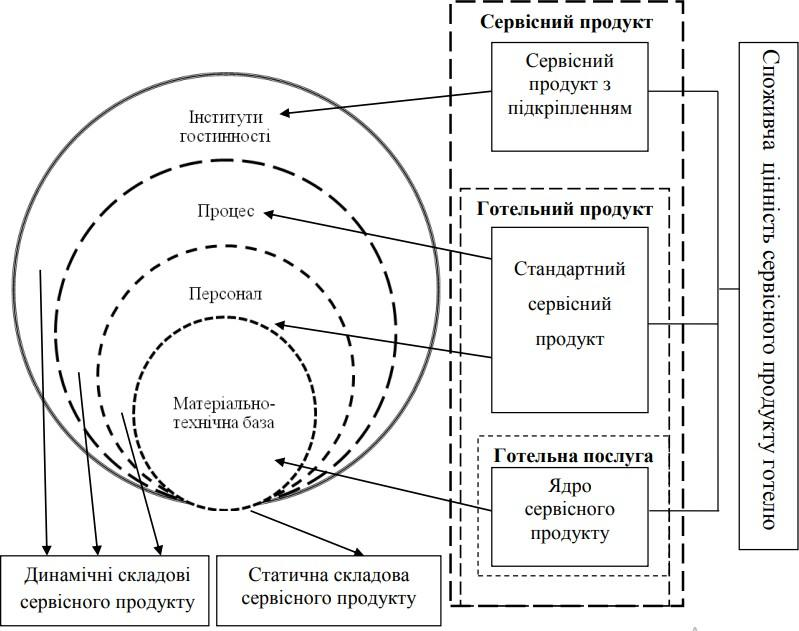 Сервісний продукт
Сервісний
продукт з
підкріпленням
Інститути
гостинності
Процес
Персонал
Матеріально-
технічна база
Готельний продукт
Стандартний
сервісний
продукт
Готельна послуга
Ядро
сервісного
продукту
Споживча цінність сервісного продукту готелю
Динамічні складові
сервісного продукту
Статична складова
сервісного продукту